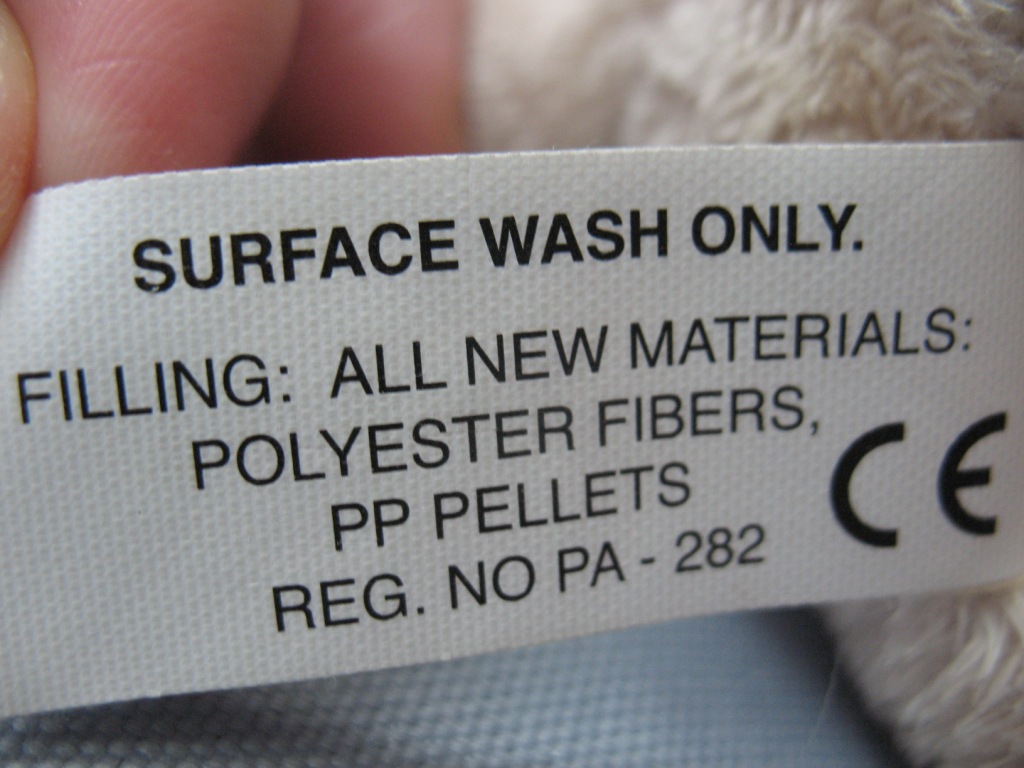 SURFACE WASH ONLY.
FILLING: ALL NEW MATERIALS:
POLYESTER FIBERS,
PP PELLETS
REG. NO PA - 282
CE